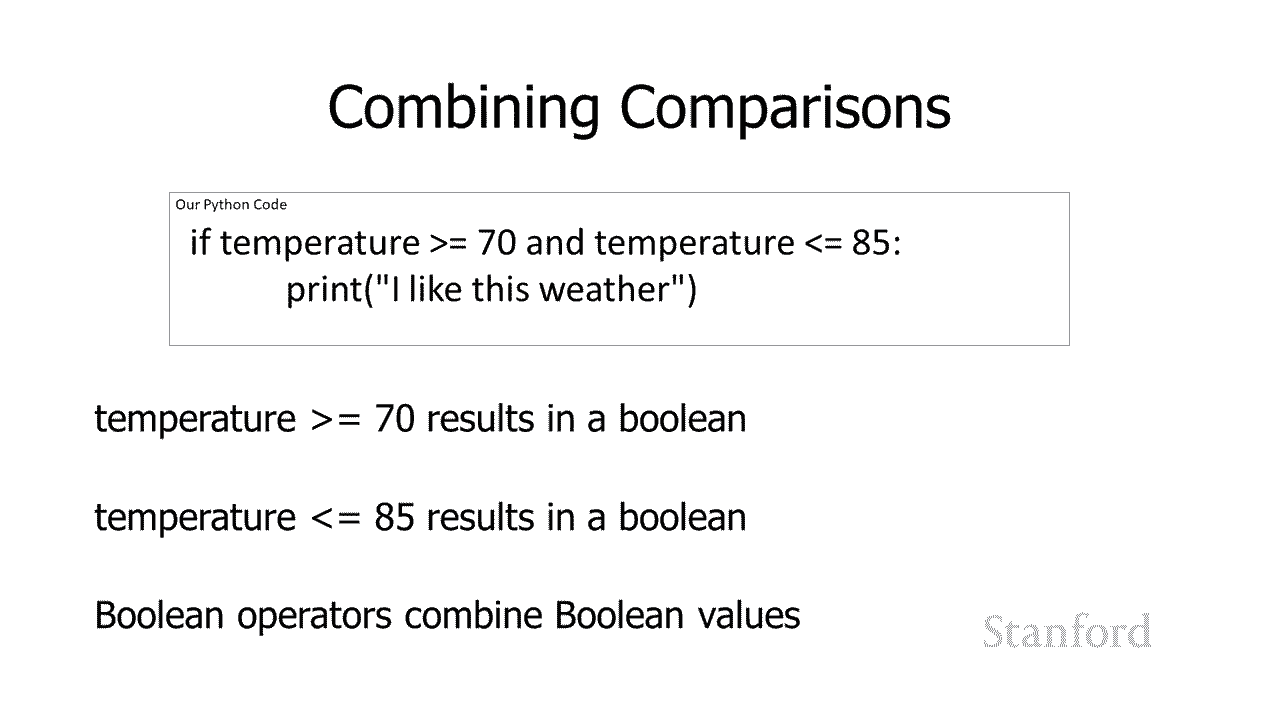 Combining Comparisons
Our Python Code
if temperature >= 70 and temperature <= 85:
print("I like this weather")
temperature >= 70 results in a boolean
temperature <= 85 results in a boolean
Boolean operators combine Boolean values
Stanford